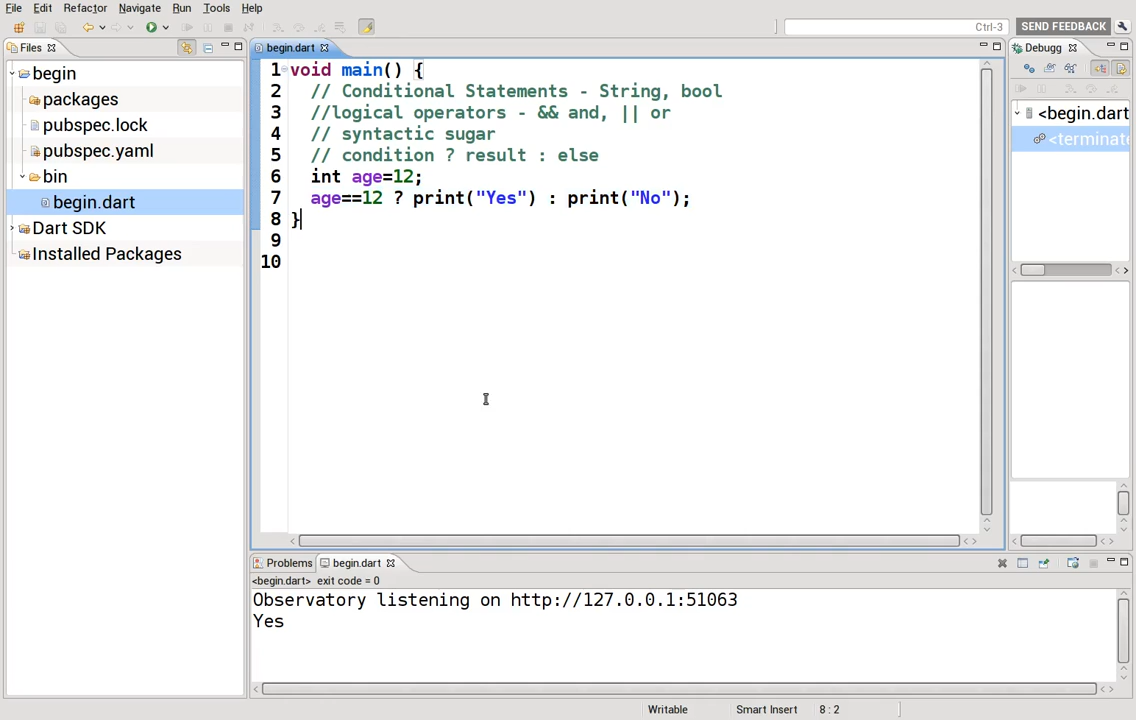 File Edit Refactor Navigate Run Tools Help
Ctrl-3
SEND FEEDBACK
Files
begin
packages
pubspec.lock
pubspec.yaml
bin
begin.dart
Dart SDK
Installed Packages
begin.dart
1 void main() {
2 // Conditional Statements - String, bool
3 //logical operators - && and, || or
4 // syntactic sugar
5 // condition ? result : else
6 int age=12;
7 age==12 ? print("Yes") : print("No");
8 }
9
10
Debugg
<begin.dart
<terminate
Problems
begin.dart
<begin.dart> exit code = 0
Observatory listening on http://127.0.0.1:51063
Yes
Writable
Smart Insert
8 : 2